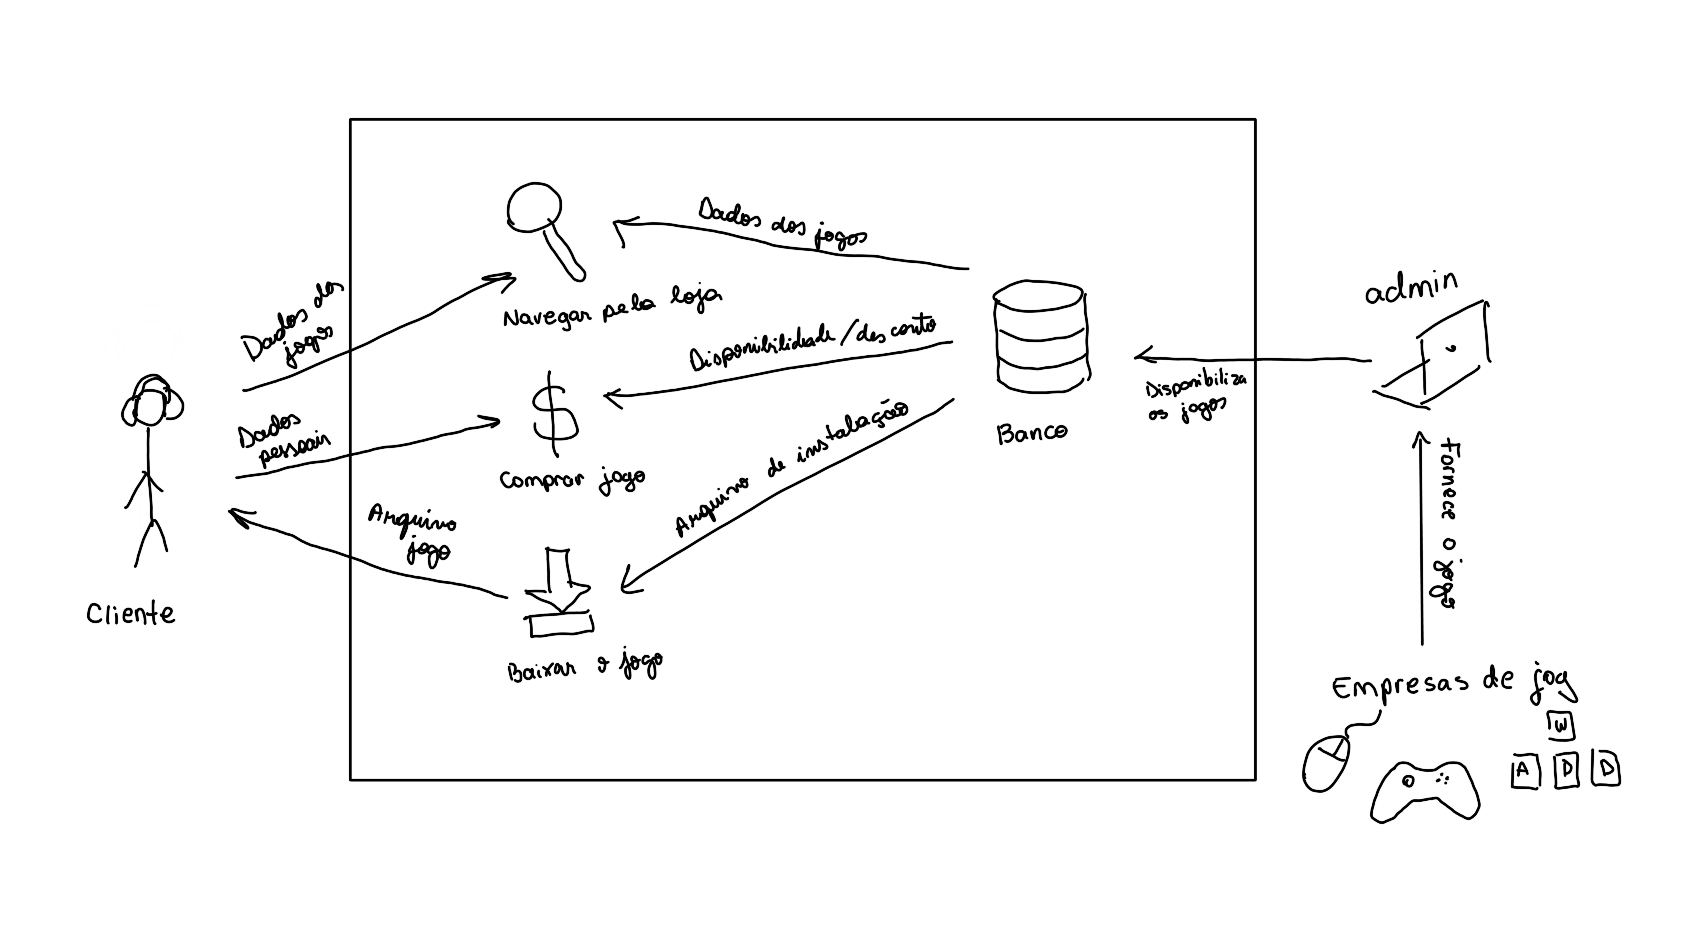 Dados dos
jogos
Navegar pela loja
Dados dos jogos
Dados
pessoais
$
Comprar jogo
Disponibilidade/desconto
Arquivo
jogo
Baixar o jogo
Arquivo de instalação
Banco
Disponibiliza
os jogos
admin
Fornece o jogo
Empresas de jog
W
A D D
Cliente